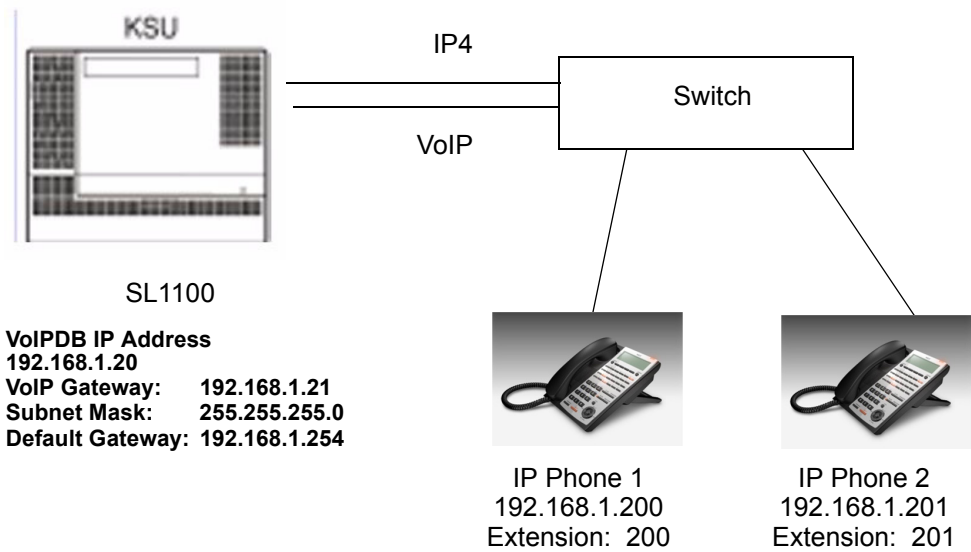 KSU
IP4
Switch
VoIP
SL1100
VoIPDB IP Address
192.168.1.20
VoIP Gateway: 192.168.1.21
Subnet Mask: 255.255.255.0
Default Gateway: 192.168.1.254
IP Phone 1
192.168.1.200
Extension: 200
IP Phone 2
192.168.1.201
Extension: 201